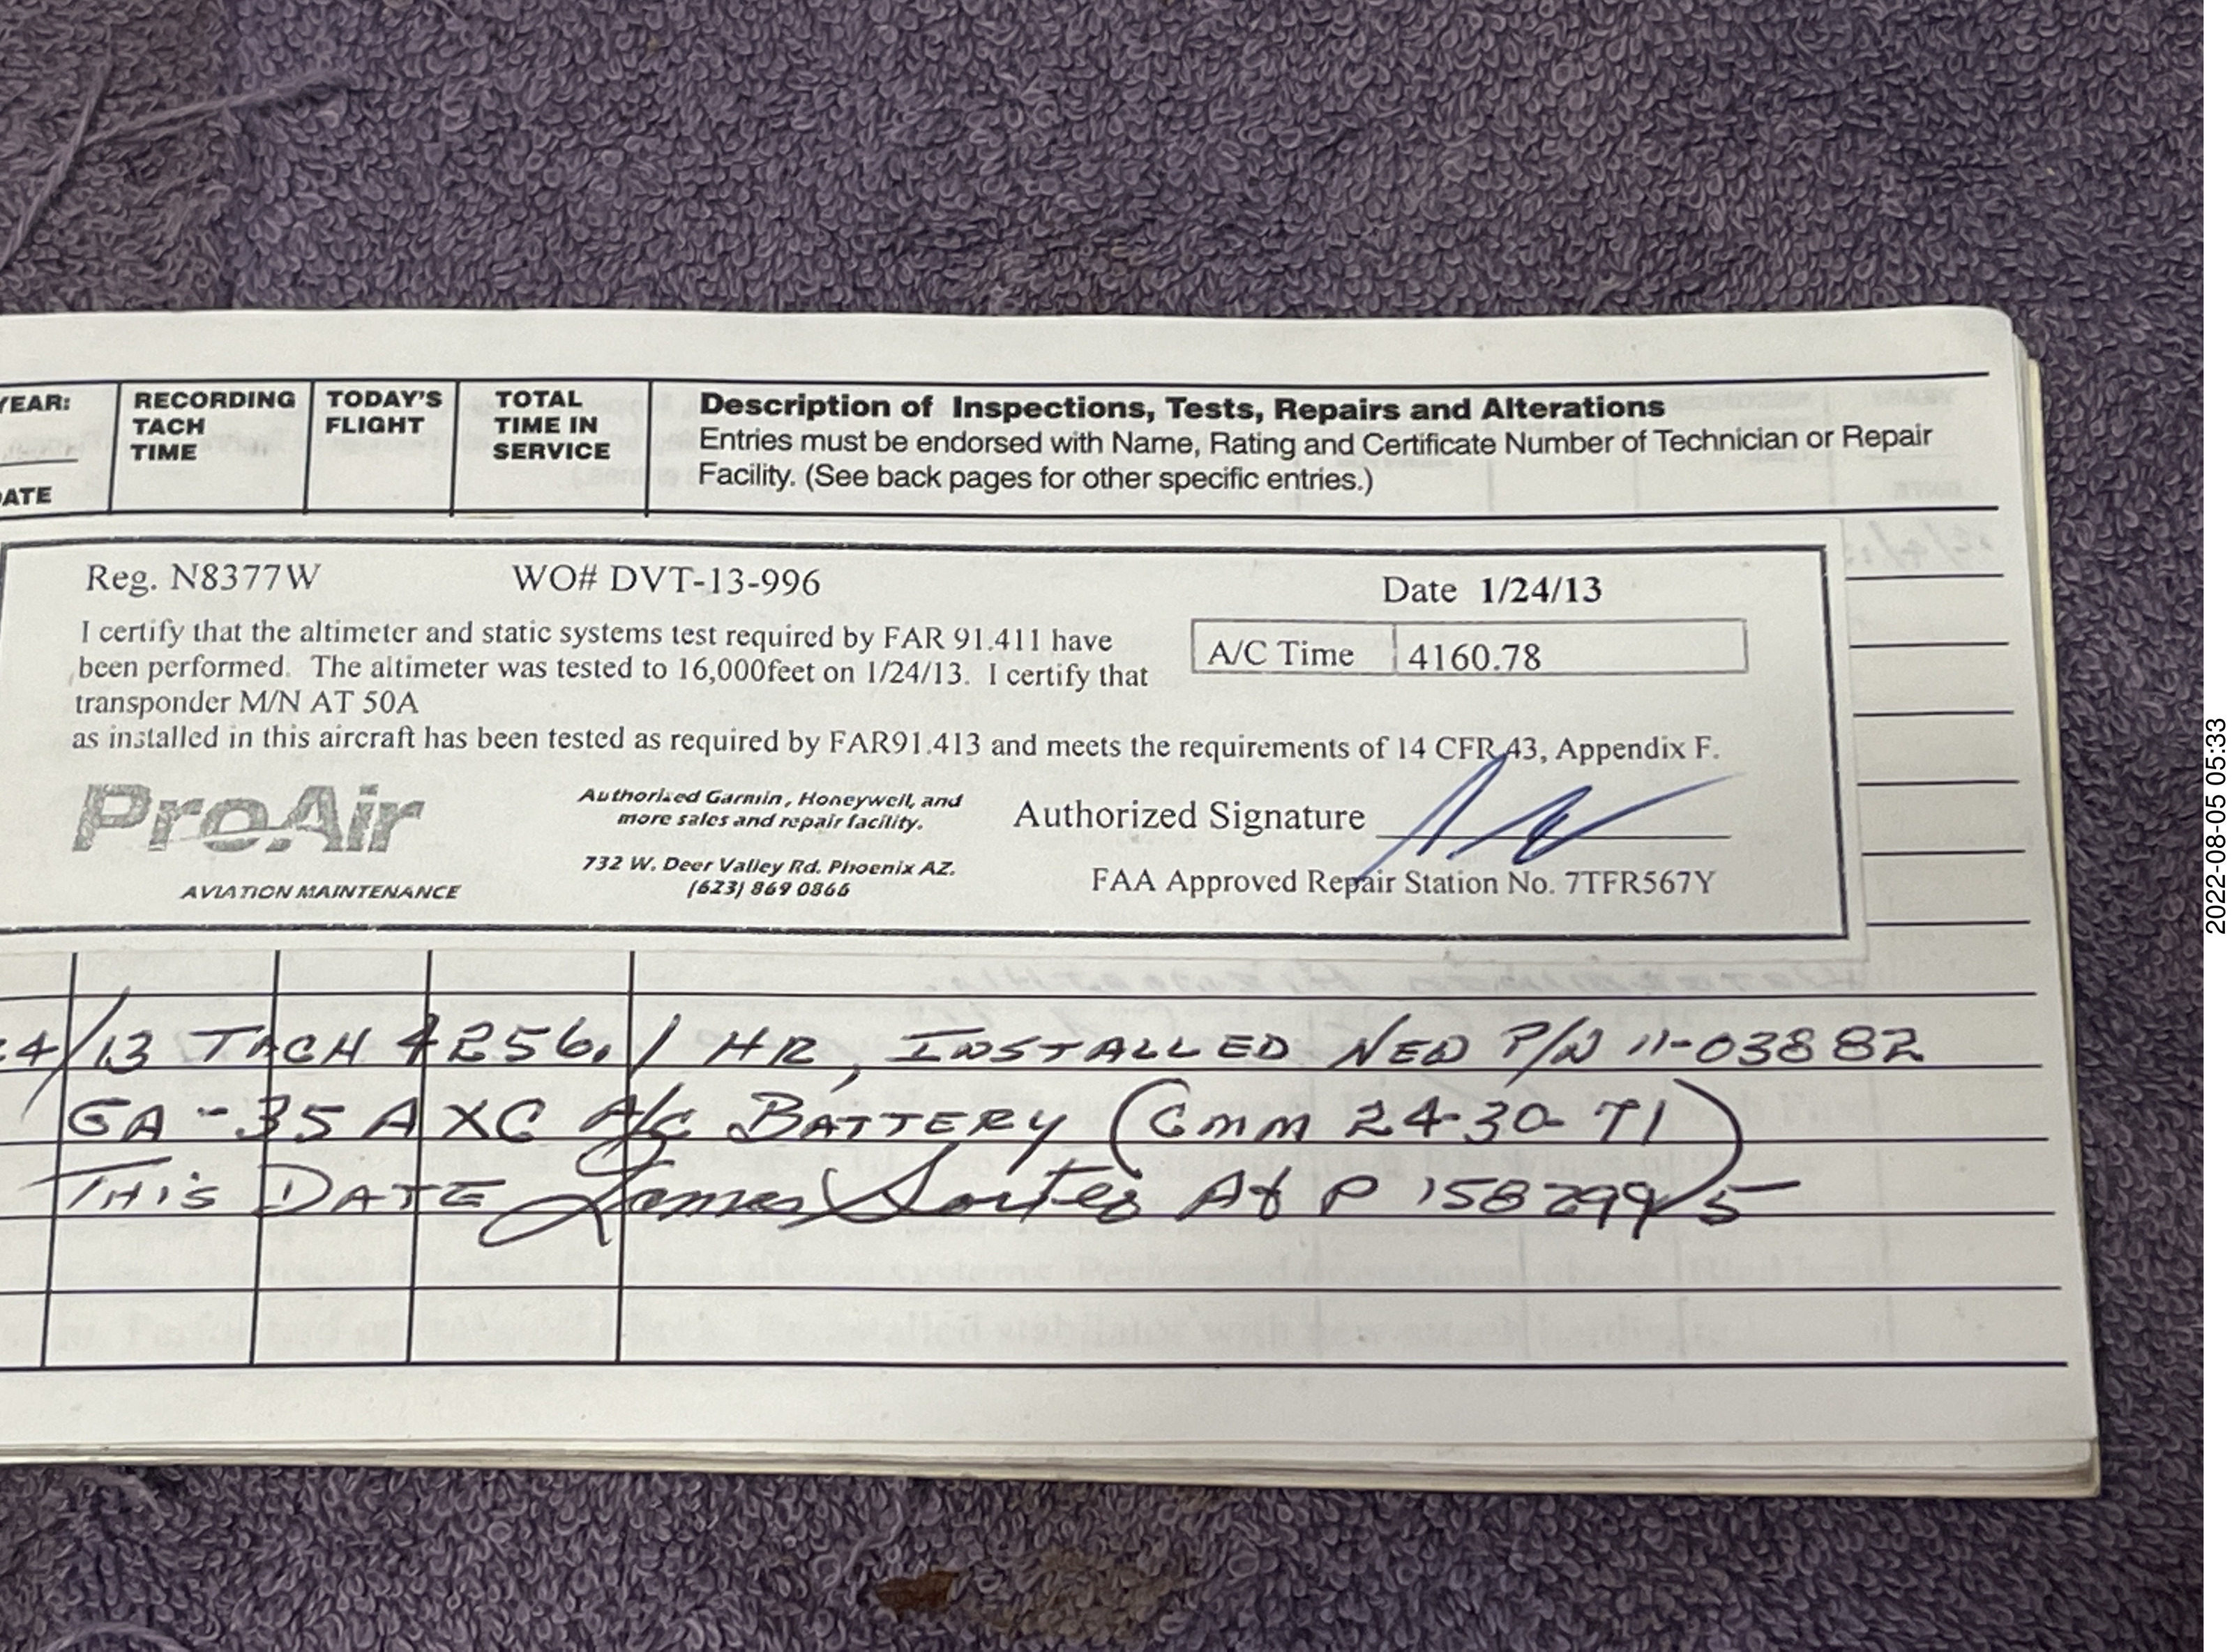 YEAR:
DATE
RECORDING
TACH
TIME
TODAY'S
FLIGHT
TOTAL
TIME IN
SERVICE
Description of Inspections, Tests, Repairs and Alterations
Entries must be endorsed with Name, Rating and Certificate Number of Technician or Repair
Facility. (See back pages for other specific entries.)
Reg. N8377W WO# DVT-13-996 Date 1/24/13
I certify that the altimeter and static systems test required by FAR 91.411 have
been performed. The altimeter was tested to 16,000feet on 1/24/13. I certify that
transponder M/N AT 50A
A/C Time 4160.78
as installed in this aircraft has been tested as required by FAR91.413 and meets the requirements of 14 CFR 43, Appendix F.
ProAir
AVIATION MAINTENANCE
Authorized Garmin, Honeywell, and
more sales and repair facility.
732 W. Deer Valley Rd. Phoenix AZ.
(623) 869 0866
Authorized Signature
FAA Approved Repair Station No. 7TFR567Y
4/13 TACH 4256.1 HR, INSTALLED NEW P/N 11-03882
GA-35A XC A/C BATTERY (CMM 24-30-71)
THIS DATE James A&P 158299 5
2022-08-05 05:33